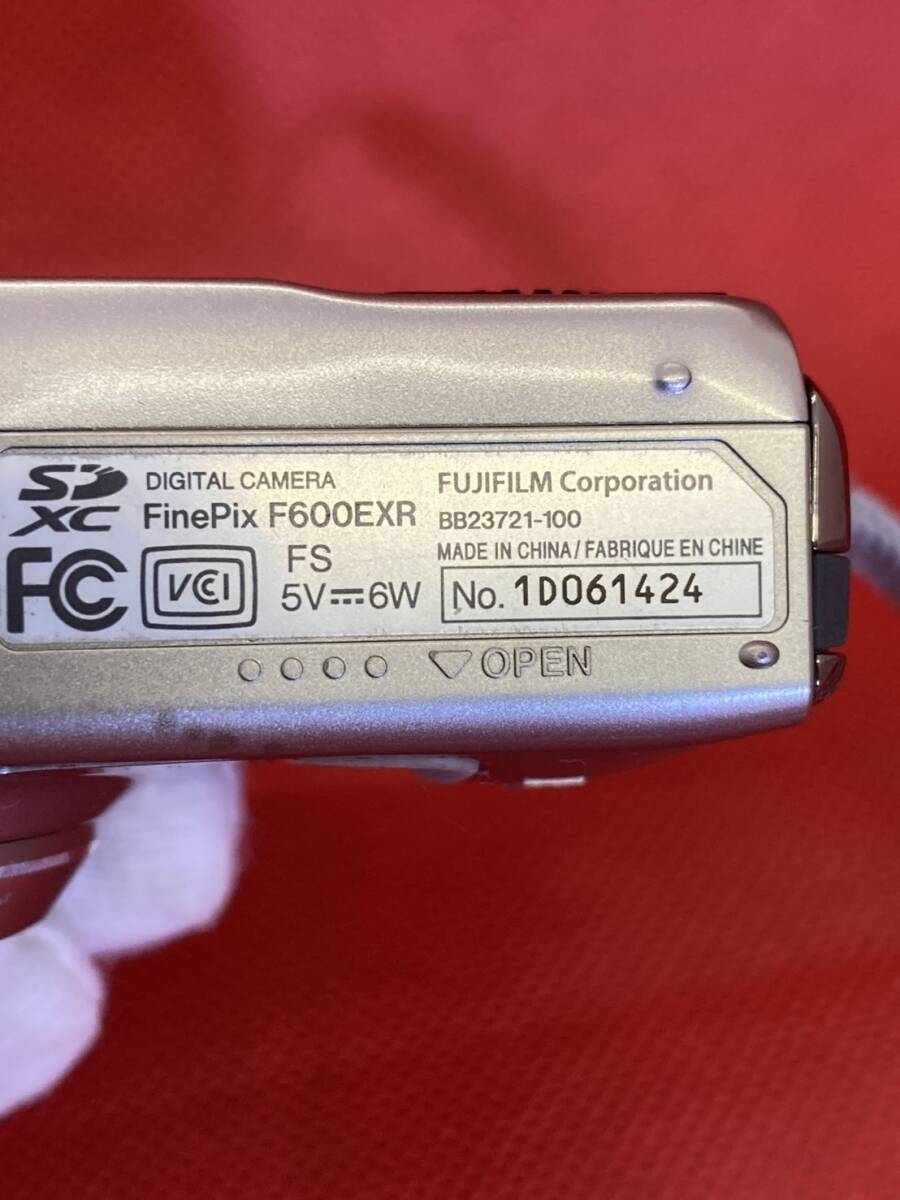 SD
XC
DIGITAL CAMERA
FinePix F600EXR
FC
VCI
FS
5V⎓6W
FUJIFILM Corporation
BB23721-100
MADE IN CHINA/FABRIQUE EN CHINE
No. 1D061424
▽OPEN